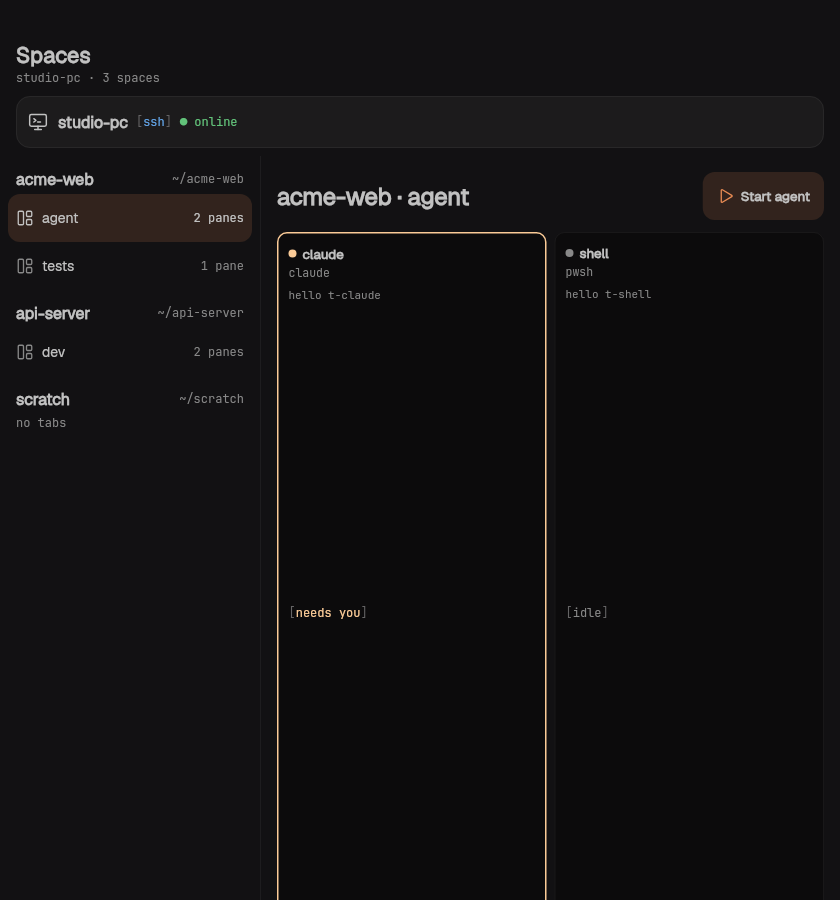 Spaces
studio-pc · 3 spaces
studio-pc [ssh] online
acme-web ~/acme-web
agent 2 panes
tests 1 pane
api-server ~/api-server
dev 2 panes
scratch ~/scratch
no tabs
acme-web · agent
Start agent
claude
claude
hello t-claude
[needs you]
shell
pwsh
hello t-shell
[idle]